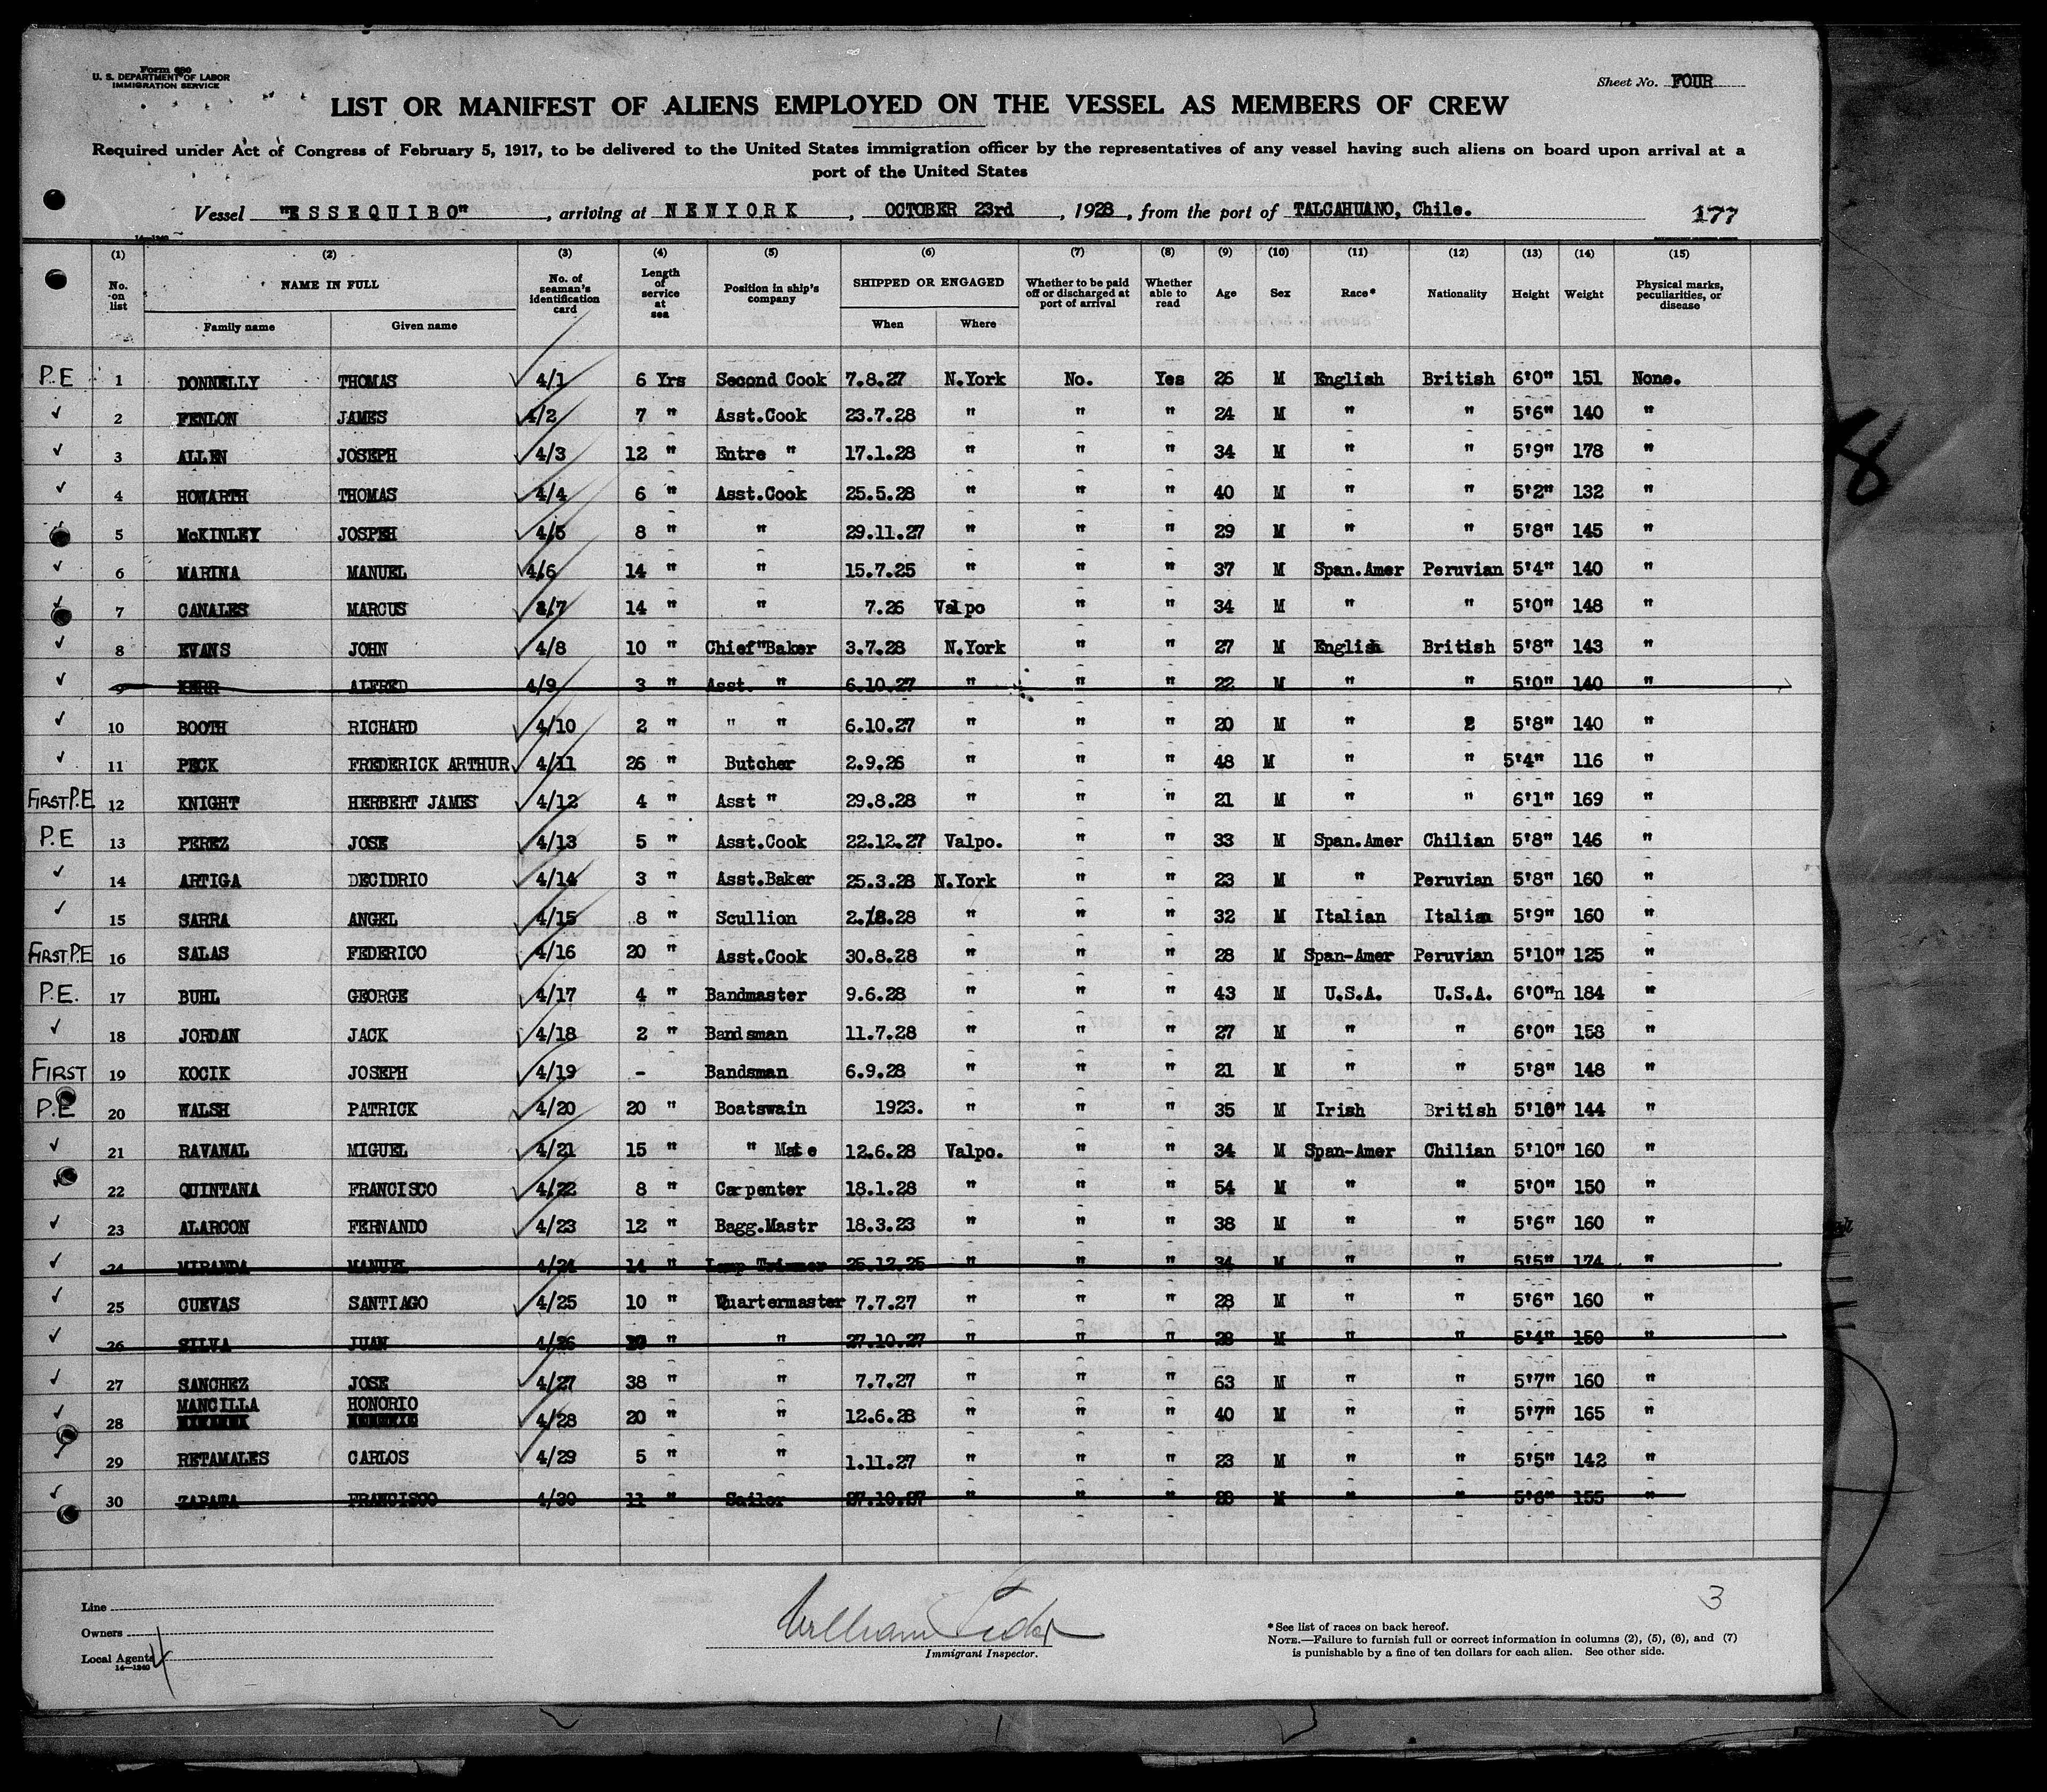 Form 680
U. S. DEPARTMENT OF LABOR
IMMIGRATION SERVICE
Sheet No. FOUR
LIST OR MANIFEST OF ALIENS EMPLOYED ON THE VESSEL AS MEMBERS OF CREW
Required under Act of Congress of February 5, 1917, to be delivered to the United States immigration officer by the representatives of any vessel having such aliens on board upon arrival at a
port of the United States
Vessel "ESSEQUIBO", arriving at NEWYORK, OCTOBER 23rd, 1928, from the port of TALCAHUANO, Chile. 177
14-1240
(1) (2) (3) (4) (5) (6) (7) (8) (9) (10) (11) (12) (13) (14) (15)
No. on list NAME IN FULL Family name Given name No. of seaman's identification card Length of service at sea Position in ship's company SHIPPED OR ENGAGED When Where Whether to be paid off or discharged at port of arrival Whether able to read Age Sex Race* Nationality Height Weight Physical marks, peculiarities, or disease
P.E 1 DONNELLY THOMAS 4/1 6 Yrs Second Cook 7.8.27 N.York No. Yes 26 M English British 6'0" 151 None.
2 FENLON JAMES 4/2 7 " Asst.Cook 23.7.28 " " " 24 M " " 5'6" 140 "
3 ALLEN JOSEPH 4/3 12 " Entre " 17.1.28 " " " 34 M " " 5'9" 178 "
4 HOWARTH THOMAS 4/4 6 " Asst.Cook 25.5.28 " " " 40 M " " 5'2" 132 "
5 McKINLEY JOSPEH 4/5 8 " " 29.11.27 " " " 29 M " " 5'8" 145 "
6 MARINA MANUEL 4/6 14 " " 15.7.25 " " " 37 M Span.Amer Peruvian 5'4" 140 "
7 CANALES MARCUS 4/7 14 " " 7.26 Valpo " " 34 M " " 5'0" 148 "
8 EVANS JOHN 4/8 10 " Chief"Baker 3.7.28 N.York " " 27 M English British 5'8" 143 "
9 KERR ALFRED 4/9 3 " Asst. " 6.10.27 " " " 22 M " " 5'0" 140 "
10 BOOTH RICHARD 4/10 2 " " " 6.10.27 " " " 20 M " 2 5'8" 140 "
11 PECK FREDERICK ARTHUR 4/11 26 " Butcher 2.9.26 " " " 48 M " " 5'4" 116 "
FIRST P.E 12 KNIGHT HERBERT JAMES 4/12 4 " Asst " 29.8.28 " " " 21 M " " 6'1" 169 "
P.E 13 PEREZ JOSE 4/13 5 " Asst.Cook 22.12.27 Valpo. " " 33 M Span.Amer Chilian 5'8" 146 "
14 ARTIGA DECIDRIO 4/14 3 " Asst.Baker 25.3.28 N.York " " 23 M " Peruvian 5'8" 160 "
15 SARRA ANGEL 4/15 8 " Scullion 2.8.28 " " " 32 M Italian Italian 5'9" 160 "
FIRST P.E 16 SALAS FEDERICO 4/16 20 " Asst.Cook 30.8.28 " " " 28 M Span-Amer Peruvian 5'10" 125 "
P.E. 17 BUHL GEORGE 4/17 4 " Bandmaster 9.6.28 " " " 43 M U.S.A. U.S.A. 6'0"n 184 "
18 JORDAN JACK 4/18 2 " Bandsman 11.7.28 " " " 27 M " " 6'0" 158 "
FIRST 19 KOCIK JOSEPH 4/19 - Bandsman 6.9.28 " " " 21 M " " 5'8" 148 "
P.E 20 WALSH PATRICK 4/20 20 " Boatswain 1923. " " " 35 M Irish British 5'10" 144 "
21 RAVANAL MIGUEL 4/21 15 " " Mate 12.6.28 Valpo. " " 34 M Span-Amer Chilian 5'10" 160 "
22 QUINTANA FRANCISCO 4/22 8 " Carpenter 18.1.28 " " " 54 M " " 5'0" 150 "
23 ALARCON FERNANDO 4/23 12 " Bagg.Mastr 18.3.23 " " " 38 M " " 5'6" 160 "
24 MIRANDA MANUEL 4/24 14 " Lamp Trimmer 25.12.25 " " " 34 M " " 5'5" 174 "
25 CUEVAS SANTIAGO 4/25 10 " Quartermaster 7.7.27 " " " 28 M " " 5'6" 160 "
26 SILVA JUAN 4/26 " " 27.10.27 " " " 28 M " " 5'4" 150 "
27 SANCHEZ JOSE 4/27 38 " " 7.7.27 " " " 63 M " " 5'7" 160 "
MANCILLA HONORIO
28 4/28 20 " " 12.6.28 " " " 40 M " " 5'7" 165 "
29 RETAMALES CARLOS 4/29 5 " " 1.11.27 " " " 23 M " " 5'5" 142 "
30 ZAPATA FRANCISCO 4/30 11 " Sailor 27.10.27 " " " 28 M " " 5'6" 155 "
8
3
Line
Owners
Local Agents
14-1240
4
William
Immigrant Inspector.
*See list of races on back hereof.
NOTE.—Failure to furnish full or correct information in columns (2), (5), (6), and (7)
is punishable by a fine of ten dollars for each alien. See other side.